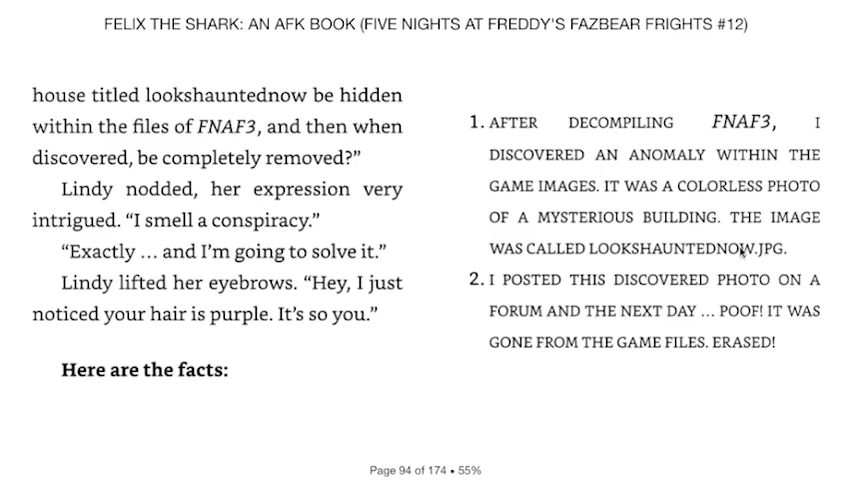 FELIX THE SHARK: AN AFK BOOK (FIVE NIGHTS AT FREDDY'S FAZBEAR FRIGHTS #12)
house titled lookshauntednow be hidden
within the files of FNAF3, and then when
discovered, be completely removed?”
Lindy nodded, her expression very
intrigued. “I smell a conspiracy.”
“Exactly … and I’m going to solve it.”
Lindy lifted her eyebrows. “Hey, I just
noticed your hair is purple. It’s so you.”
Here are the facts:
1. AFTER DECOMPILING FNAF3, I
DISCOVERED AN ANOMALY WITHIN THE
GAME IMAGES. IT WAS A COLORLESS PHOTO
OF A MYSTERIOUS BUILDING. THE IMAGE
WAS CALLED LOOKSHAUNTEDNOW.JPG.
2. I POSTED THIS DISCOVERED PHOTO ON A
FORUM AND THE NEXT DAY … POOF! IT WAS
GONE FROM THE GAME FILES. ERASED!
Page 94 of 174 • 55%